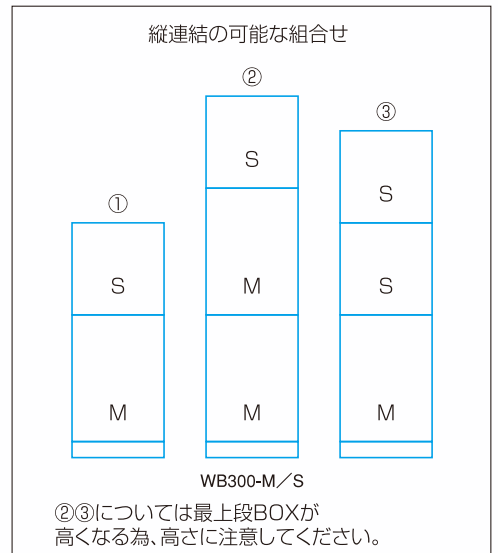 縦連結の可能な組合せ
②
③
①
S
S
S
M
S
M
M
M
WB300-M／S
②③については最上段BOXが
高くなる為、高さに注意してください。